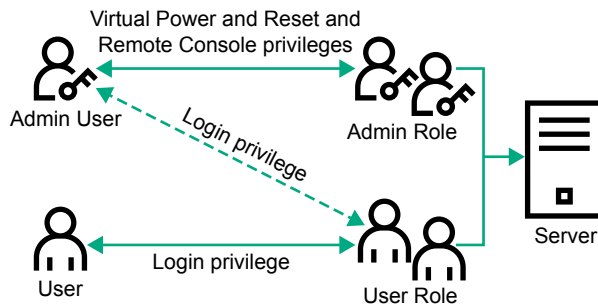 Virtual Power and Reset and
Remote Console privileges
Admin User
Admin Role
Login privilege
Server
User
Login privilege
User Role